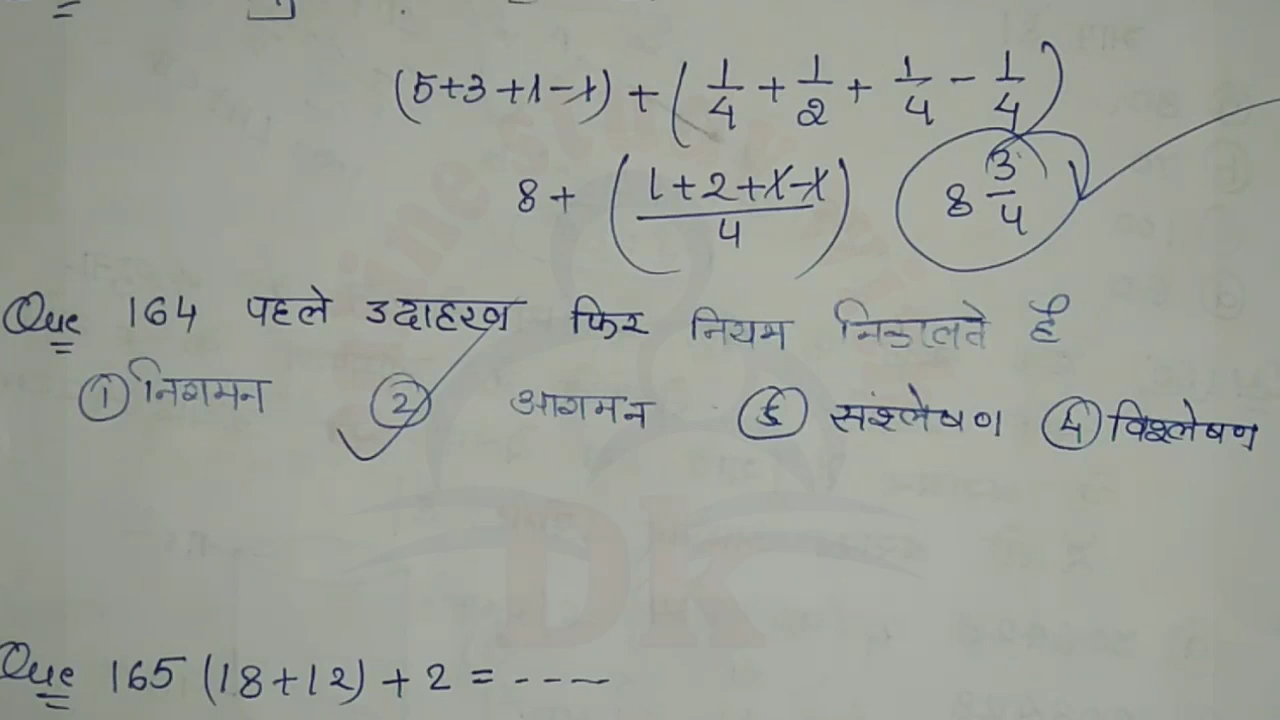 (5+3+1-1) + (1/4 + 1/2 + 1/4 - 1/4)
8 + ((1+2+1-1)/4) 8 3/4
Que 164 पहले उदाहरण फिर नियम निकालते है
① निगमन ② आगमन ③ संश्लेषण ④ विश्लेषण
DK
Que 165 (18+12) + 2 = ----